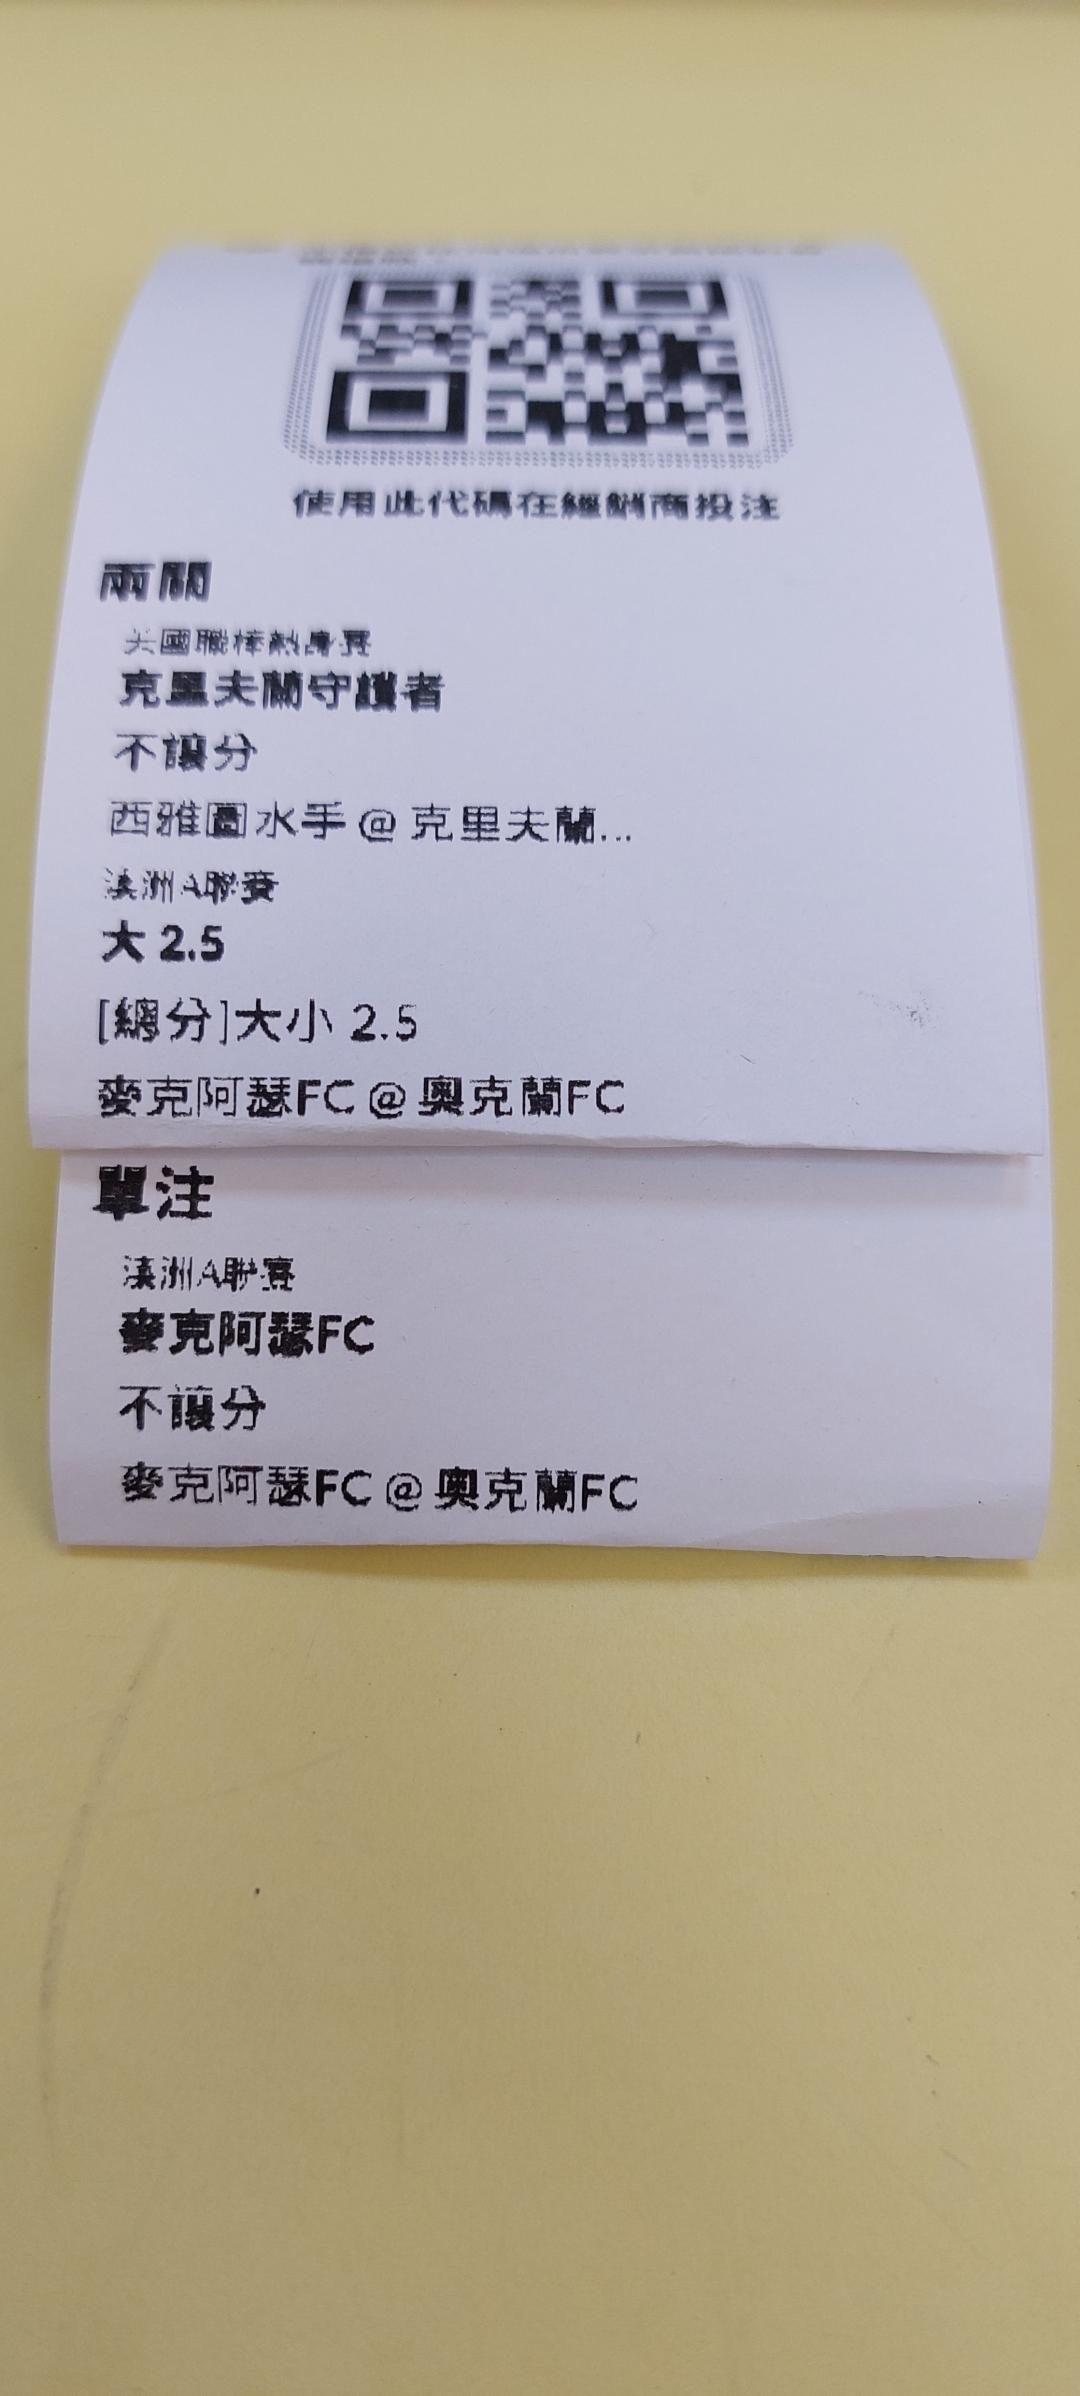 使用此代碼在經銷商投注
兩關
美國職棒熱身賽
克里夫蘭守護者
不讓分
西雅圖水手 @ 克里夫蘭...
澳洲A聯賽
大 2.5
[總分]大小 2.5
麥克阿瑟FC @ 奧克蘭FC
單注
澳洲A聯賽
麥克阿瑟FC
不讓分
麥克阿瑟FC @ 奧克蘭FC